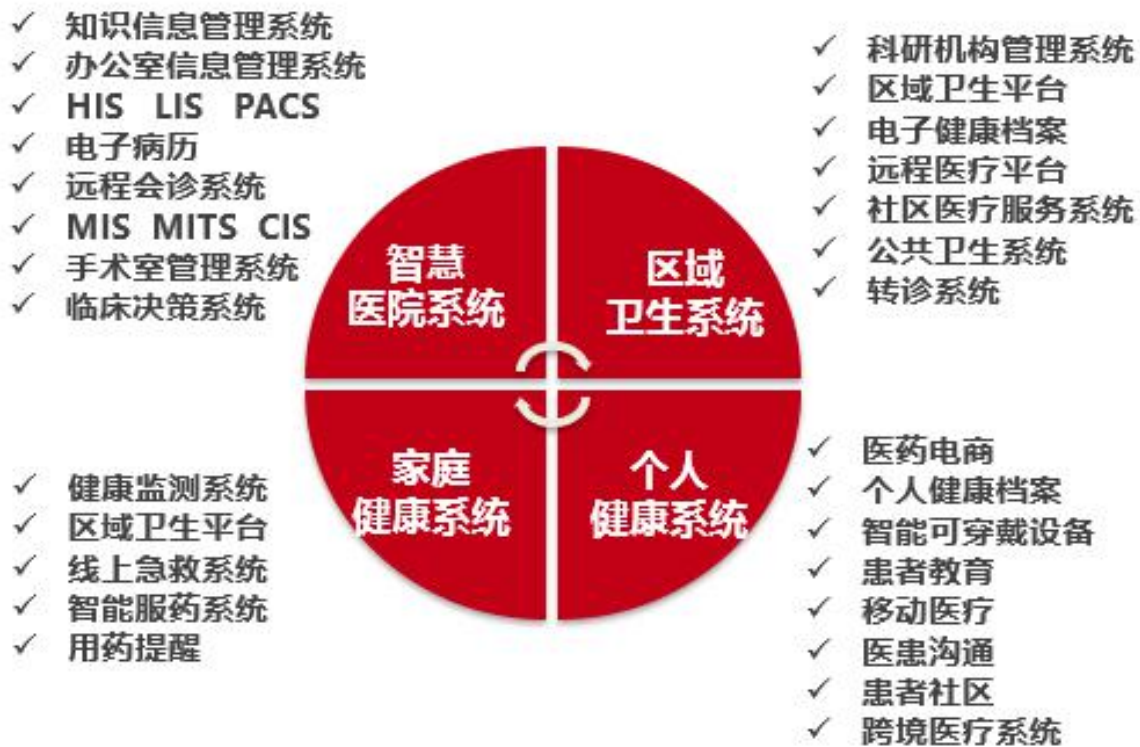 知识信息管理系统
办公室信息管理系统
HIS LIS PACS
电子病历
远程会诊系统
MIS MITS CIS
手术室管理系统
临床决策系统
科研机构管理系统
区域卫生平台
电子健康档案
远程医疗平台
社区医疗服务系统
公共卫生系统
转诊系统
智慧
医院系统
区域
卫生系统
家庭
健康系统
个人
健康系统
健康监测系统
区域卫生平台
线上急救系统
智能服药系统
用药提醒
医药电商
个人健康档案
智能可穿戴设备
患者教育
移动医疗
医患沟通
患者社区
跨境医疗系统